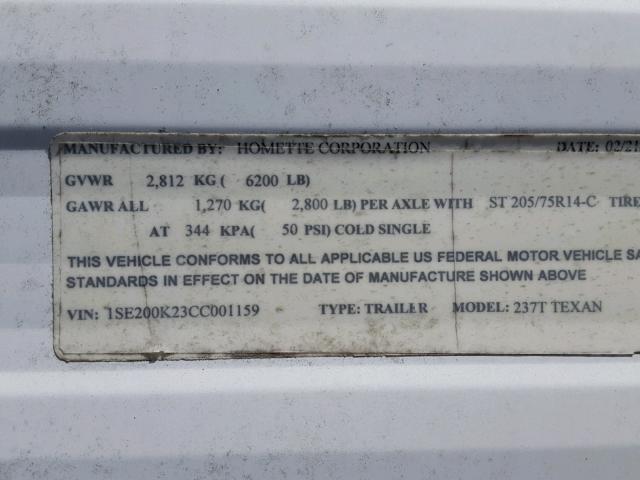 MANUFACTURED BY: HOMETTE CORPORATION DATE: 02/21
GVWR 2,812 KG ( 6200 LB)
GAWR ALL 1,270 KG( 2,800 LB) PER AXLE WITH ST 205/75R14-C TIRE
AT 344 KPA( 50 PSI) COLD SINGLE
THIS VEHICLE CONFORMS TO ALL APPLICABLE US FEDERAL MOTOR VEHICLE SA
STANDARDS IN EFFECT ON THE DATE OF MANUFACTURE SHOWN ABOVE
VIN: 1SE200K23CC001159 TYPE: TRAILER MODEL: 237T TEXAN